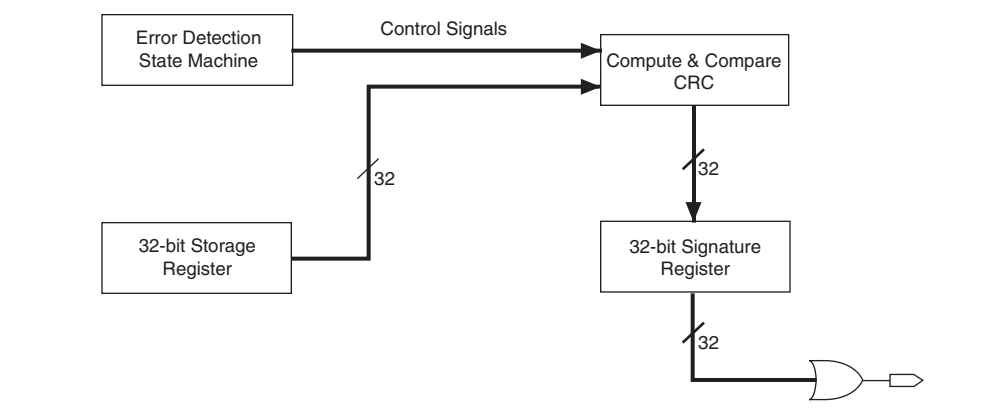 Error Detection
State Machine
Control Signals
Compute & Compare
CRC
32
32
32-bit Storage
Register
32-bit Signature
Register
32